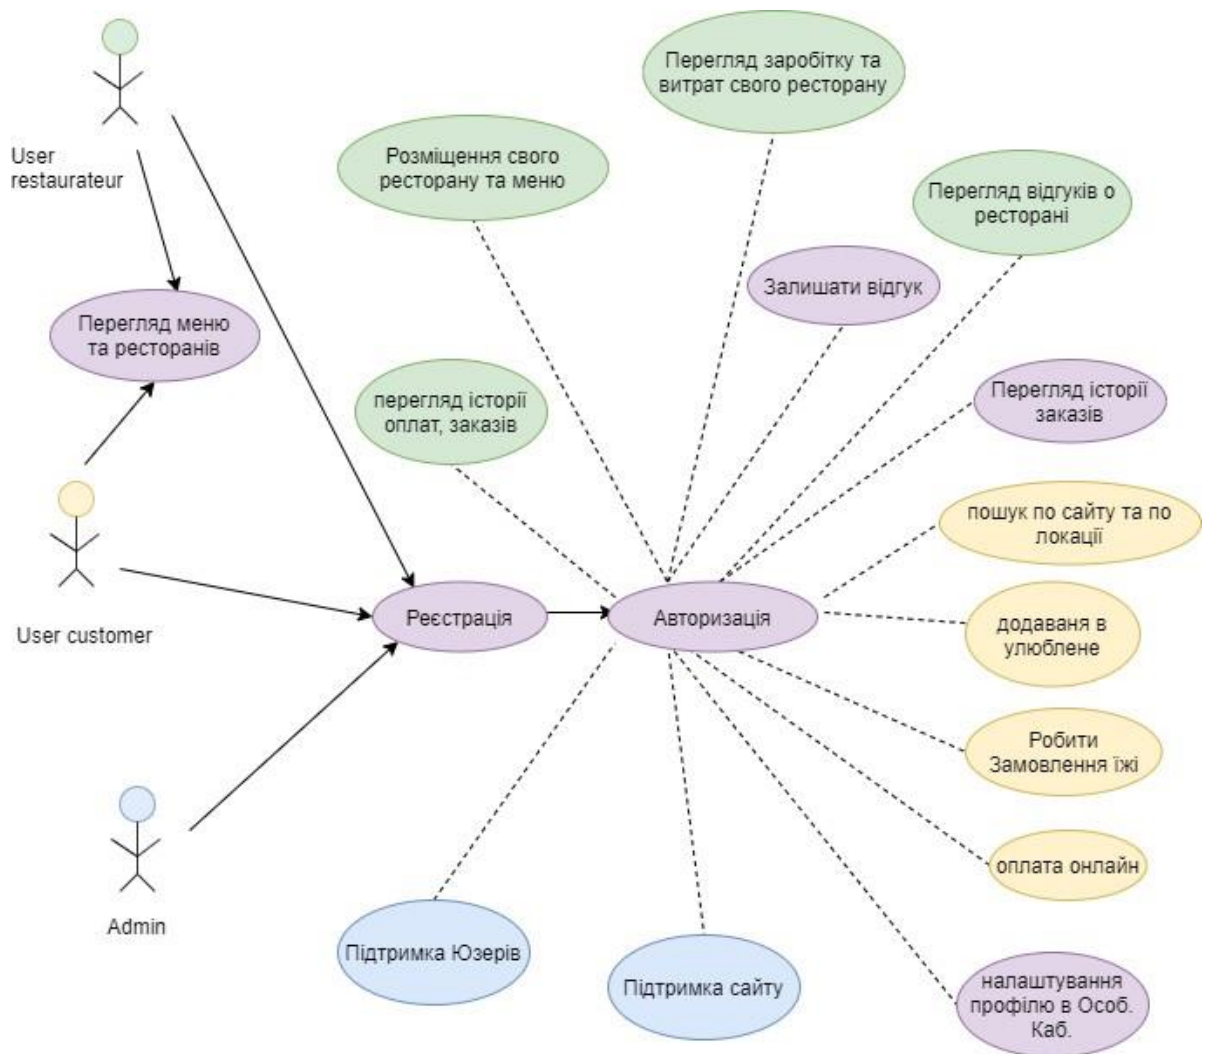 Перегляд заробітку та
витрат свого ресторану
User
restaurateur
Розміщення свого
ресторану та меню
Перегляд відгуків о
ресторані
Залишати відгук
Перегляд меню
та ресторанів
перегляд історії
оплат, заказів
Перегляд історії
заказів
пошук по сайту та по
локації
User customer
Реєстрація
Авторизація
додаваня в
улюблене
Робити
Замовлення їжі
оплата онлайн
Admin
Підтримка Юзерів
Підтримка сайту
налаштування
профілю в Особ.
Каб.